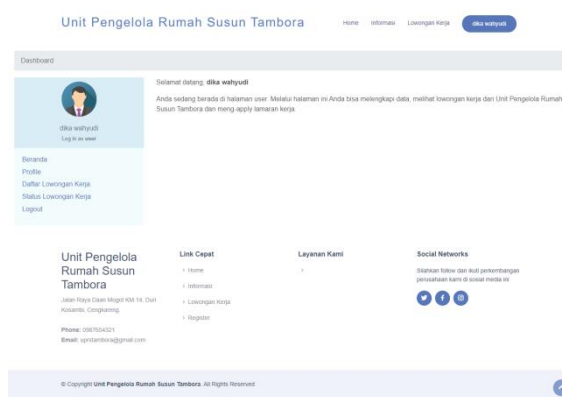 Unit Pengelola Rumah Susun Tambora
Home
Informasi
Lowongan Kerja
dika wahyudi
Dashboard
dika wahyudi
Log in as user
Beranda
Profile
Daftar Lowongan Kerja
Status Lowongan Kerja
Logout
Selamat datang, dika wahyudi
Anda sedang berada di halaman user. Melalui halaman ini Anda bisa melengkapi data, melihat lowongan kerja dari Unit Pengelola Rumah
Susun Tambora dan meng-apply lamaran kerja.
Unit Pengelola
Rumah Susun
Tambora
Jalan Raya Daan Mogot KM.14, Duri
Kosambi, Cengkareng.
Phone: 0987654321
Email: uprstambora@gmail.com
Link Cepat
Home
Informasi
Lowongan Kerja
Register
Layanan Kami
Social Networks
Silahkan follow dan ikuti perkembangan
perusahaan kami di sosial media ini
© Copyright Unit Pengelola Rumah Susun Tambora. All Rights Reserved